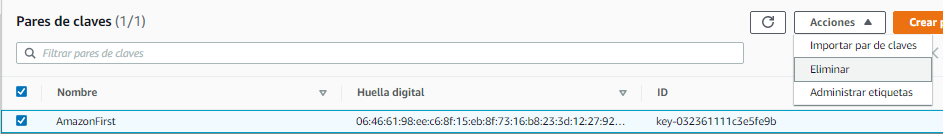 Pares de claves (1/1)
Acciones
Crear
Filtrar pares de claves
Importar par de claves
Eliminar
Administrar etiquetas
Nombre
Huella digital
ID
AmazonFirst
06:46:61:98:ee:c6:8f:15:eb:8f:73:16:b8:23:3d:12:27:92...
key-032361111c3e5fe9b